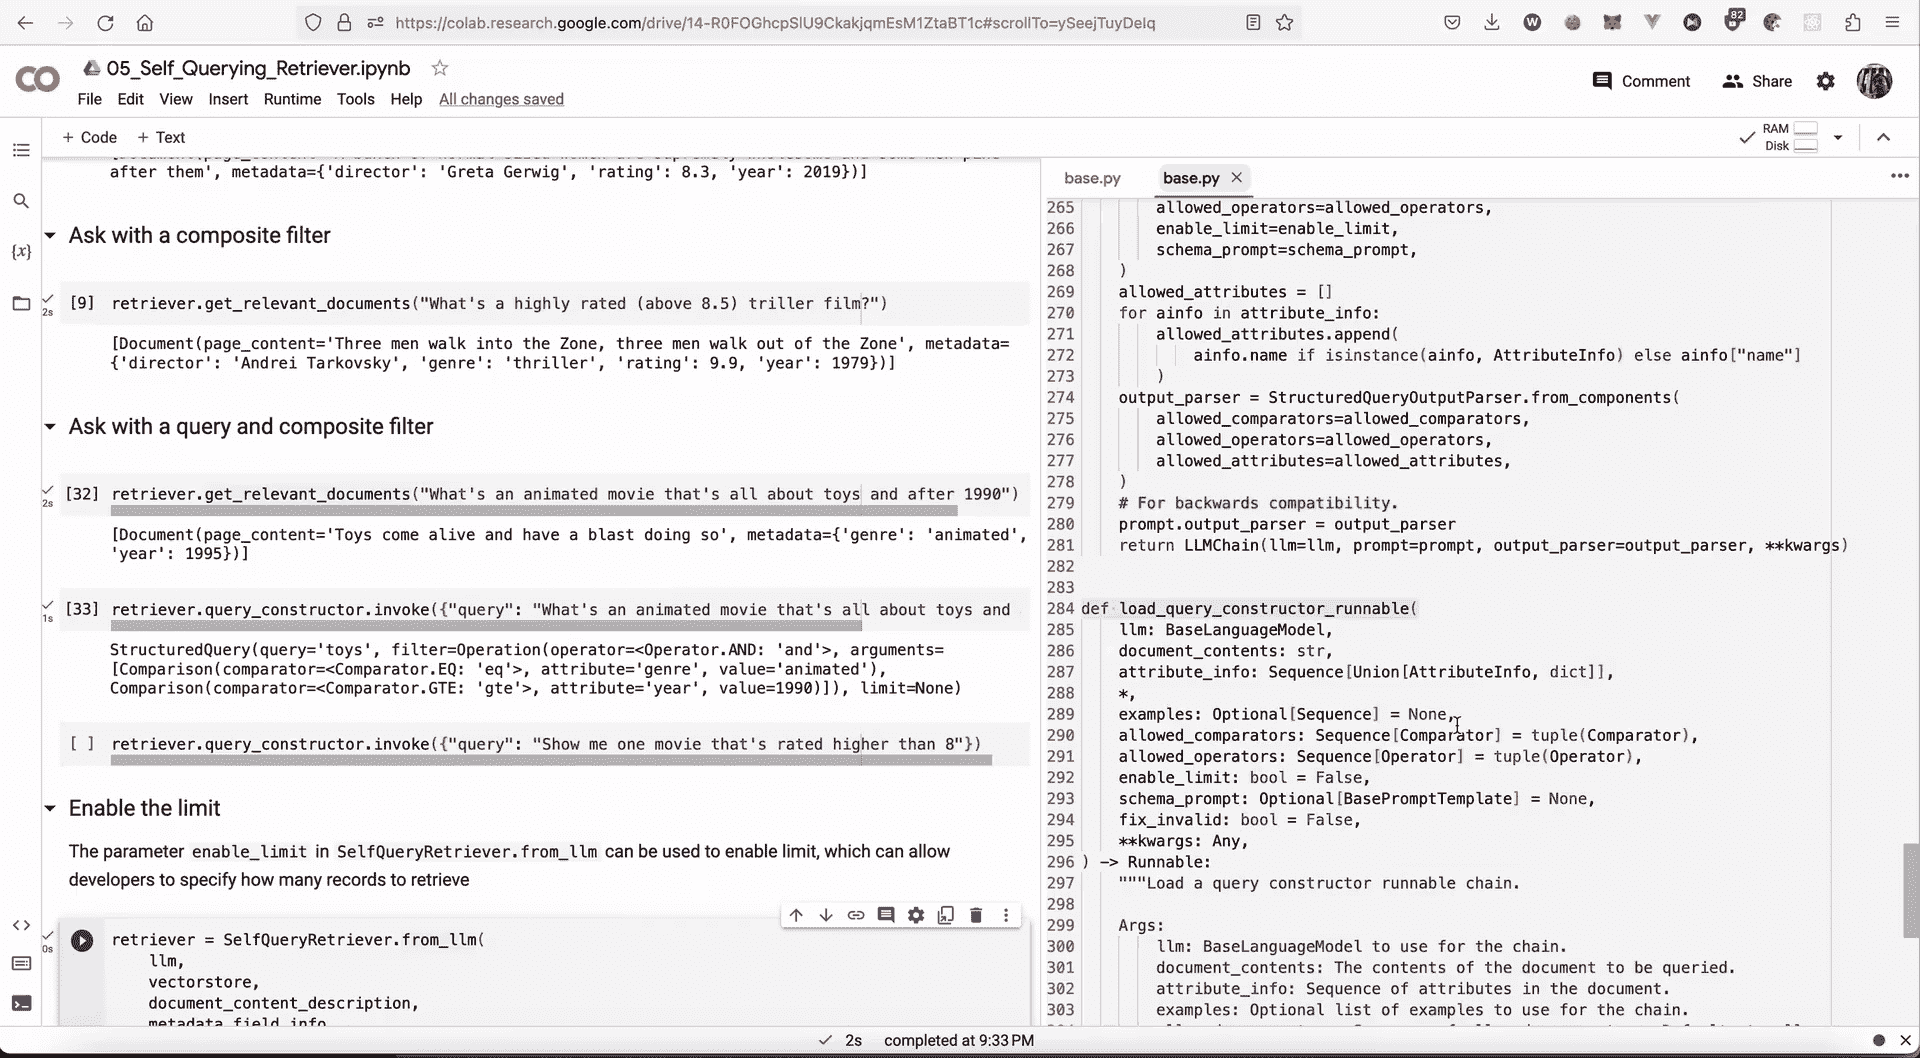 https://colab.research.google.com/drive/14-R0FOGhcpSlU9CkakjqmEsM1ZtaBT1c#scrollTo=ySeejTuyDeIq
W
82
CO
05_Self_Querying_Retriever.ipynb
File Edit View Insert Runtime Tools Help All changes saved
Comment
Share
+ Code + Text
RAM
Disk
after them', metadata={'director': 'Greta Gerwig', 'rating': 8.3, 'year': 2019})]
Ask with a composite filter
2s
[9] retriever.get_relevant_documents("What's a highly rated (above 8.5) triller film?")
[Document(page_content='Three men walk into the Zone, three men walk out of the Zone', metadata=
{'director': 'Andrei Tarkovsky', 'genre': 'thriller', 'rating': 9.9, 'year': 1979})]
Ask with a query and composite filter
2s
[32] retriever.get_relevant_documents("What's an animated movie that's all about toys and after 1990")
[Document(page_content='Toys come alive and have a blast doing so', metadata={'genre': 'animated',
'year': 1995})]
1s
[33] retriever.query_constructor.invoke({"query": "What's an animated movie that's all about toys and
StructuredQuery(query='toys', filter=Operation(operator=<Operator.AND: 'and'>, arguments=
[Comparison(comparator=<Comparator.EQ: 'eq'>, attribute='genre', value='animated'),
Comparison(comparator=<Comparator.GTE: 'gte'>, attribute='year', value=1990)]), limit=None)
[ ] retriever.query_constructor.invoke({"query": "Show me one movie that's rated higher than 8"})
Enable the limit
The parameter enable_limit in SelfQueryRetriever.from_llm can be used to enable limit, which can allow
developers to specify how many records to retrieve
0s
retriever = SelfQueryRetriever.from_llm(
llm,
vectorstore,
document_content_description,
metadata_field_info
base.py base.py
265 allowed_operators=allowed_operators,
266 enable_limit=enable_limit,
267 schema_prompt=schema_prompt,
268 )
269 allowed_attributes = []
270 for ainfo in attribute_info:
271 allowed_attributes.append(
272 ainfo.name if isinstance(ainfo, AttributeInfo) else ainfo["name"]
273 )
274 output_parser = StructuredQueryOutputParser.from_components(
275 allowed_comparators=allowed_comparators,
276 allowed_operators=allowed_operators,
277 allowed_attributes=allowed_attributes,
278 )
279 # For backwards compatibility.
280 prompt.output_parser = output_parser
281 return LLMChain(llm=llm, prompt=prompt, output_parser=output_parser, **kwargs)
282
283
284 def load_query_constructor_runnable(
285 llm: BaseLanguageModel,
286 document_contents: str,
287 attribute_info: Sequence[Union[AttributeInfo, dict]],
288 *,
289 examples: Optional[Sequence] = None,
290 allowed_comparators: Sequence[Comparator] = tuple(Comparator),
291 allowed_operators: Sequence[Operator] = tuple(Operator),
292 enable_limit: bool = False,
293 schema_prompt: Optional[BasePromptTemplate] = None,
294 fix_invalid: bool = False,
295 **kwargs: Any,
296 ) -> Runnable:
297 """Load a query constructor runnable chain.
298
299 Args:
300 llm: BaseLanguageModel to use for the chain.
301 document_contents: The contents of the document to be queried.
302 attribute_info: Sequence of attributes in the document.
303 examples: Optional list of examples to use for the chain.
2s completed at 9:33 PM